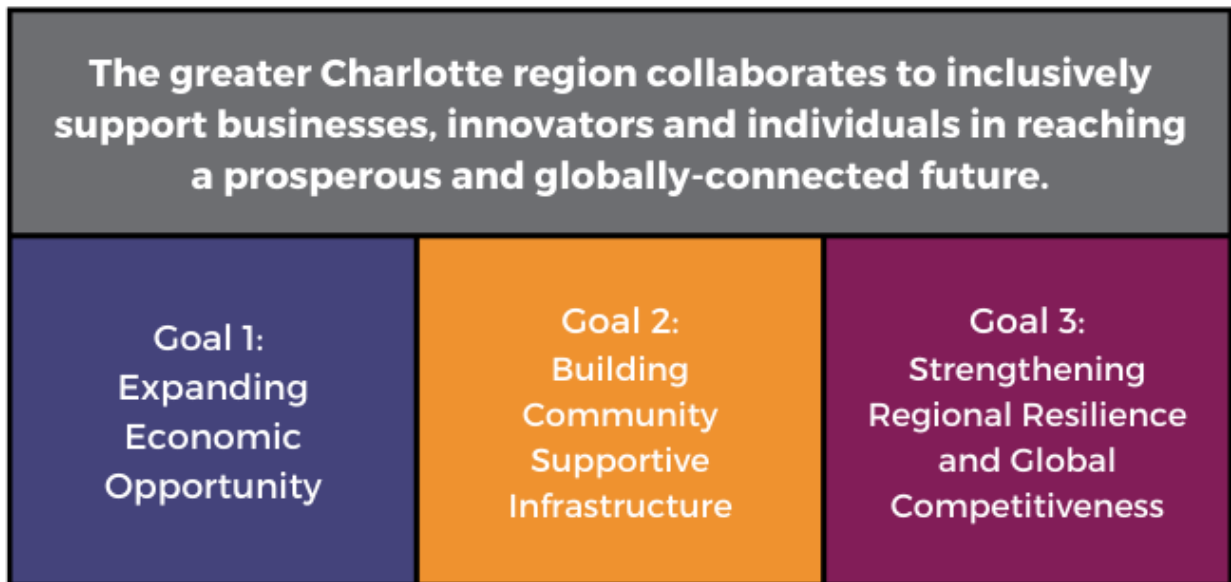 The greater Charlotte region collaborates to inclusively
support businesses, innovators and individuals in reaching
a prosperous and globally-connected future.
Goal 1:
Expanding
Economic
Opportunity
Goal 2:
Building
Community
Supportive
Infrastructure
Goal 3:
Strengthening
Regional Resilience
and Global
Competitiveness